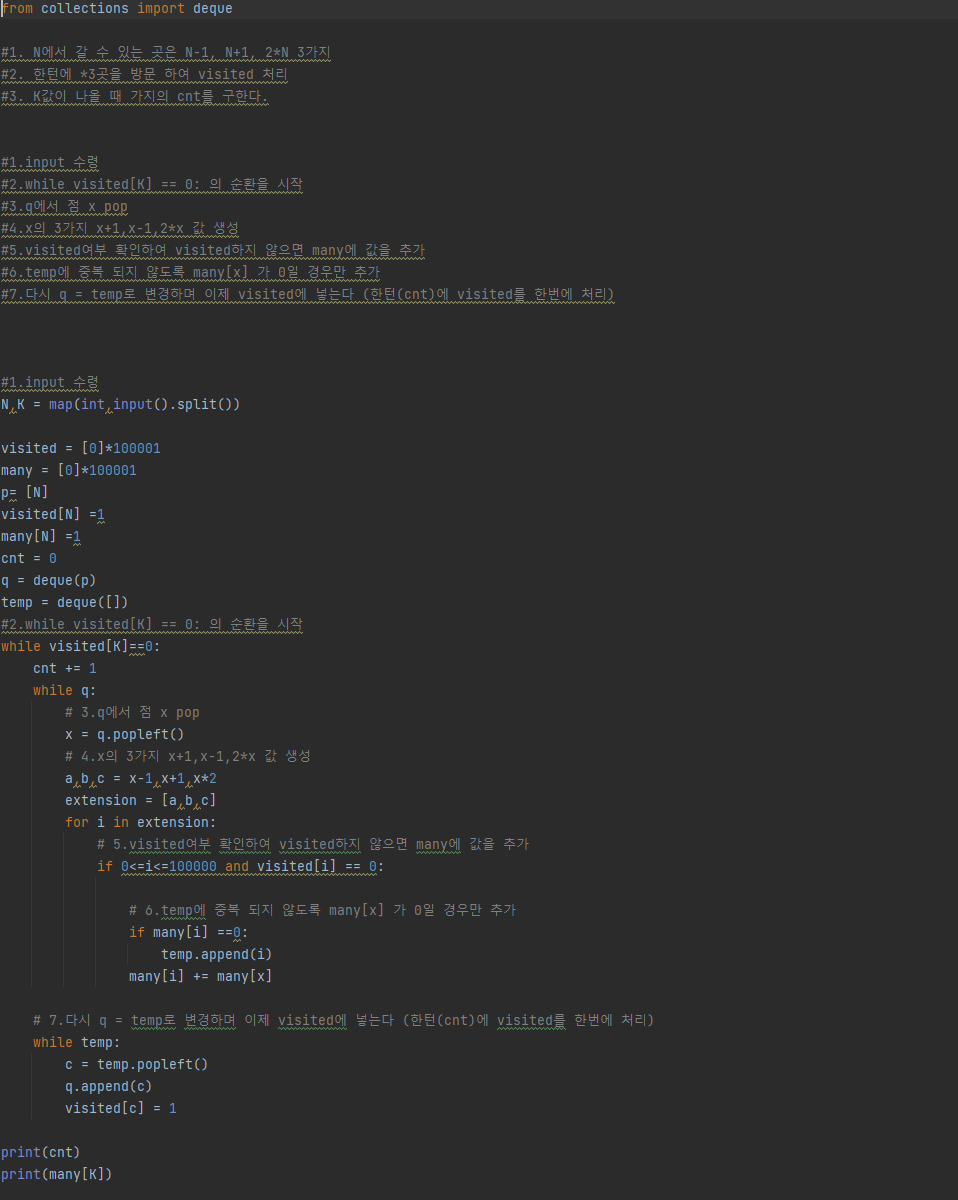 from collections import deque
#1. N에서 갈 수 있는 곳은 N-1, N+1, 2*N 3가지
#2. 한턴에 *3곳을 방문 하여 visited 처리
#3. K값이 나올 때 가지의 cnt를 구한다.
#1.input 수령
#2.while visited[K] == 0: 의 순환을 시작
#3.q에서 점 x pop
#4.x의 3가지 x+1,x-1,2*x 값 생성
#5.visited여부 확인하여 visited하지 않으면 many에 값을 추가
#6.temp에 중복 되지 않도록 many[x] 가 0일 경우만 추가
#7.다시 q = temp로 변경하며 이제 visited에 넣는다 (한턴(cnt)에 visited를 한번에 처리)
#1.input 수령
N,K = map(int,input().split())
visited = [0]*100001
many = [0]*100001
p= [N]
visited[N] =1
many[N] =1
cnt = 0
q = deque(p)
temp = deque([])
#2.while visited[K] == 0: 의 순환을 시작
while visited[K]==0:
    cnt += 1
    while q:
        # 3.q에서 점 x pop
        x = q.popleft()
        # 4.x의 3가지 x+1,x-1,2*x 값 생성
        a,b,c = x-1,x+1,x*2
        extension = [a,b,c]
        for i in extension:
            # 5.visited여부 확인하여 visited하지 않으면 many에 값을 추가
            if 0<=i<=100000 and visited[i] == 0:
                # 6.temp에 중복 되지 않도록 many[x] 가 0일 경우만 추가
                if many[i] ==0:
                    temp.append(i)
                many[i] += many[x]
    # 7.다시 q = temp로 변경하며 이제 visited에 넣는다 (한턴(cnt)에 visited를 한번에 처리)
    while temp:
        c = temp.popleft()
        q.append(c)
        visited[c] = 1
print(cnt)
print(many[K])